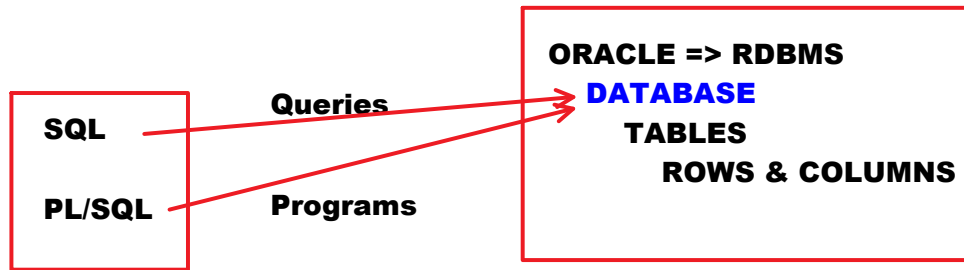 SQL
PL/SQL
Queries
Programs
ORACLE => RDBMS
DATABASE
TABLES
ROWS & COLUMNS